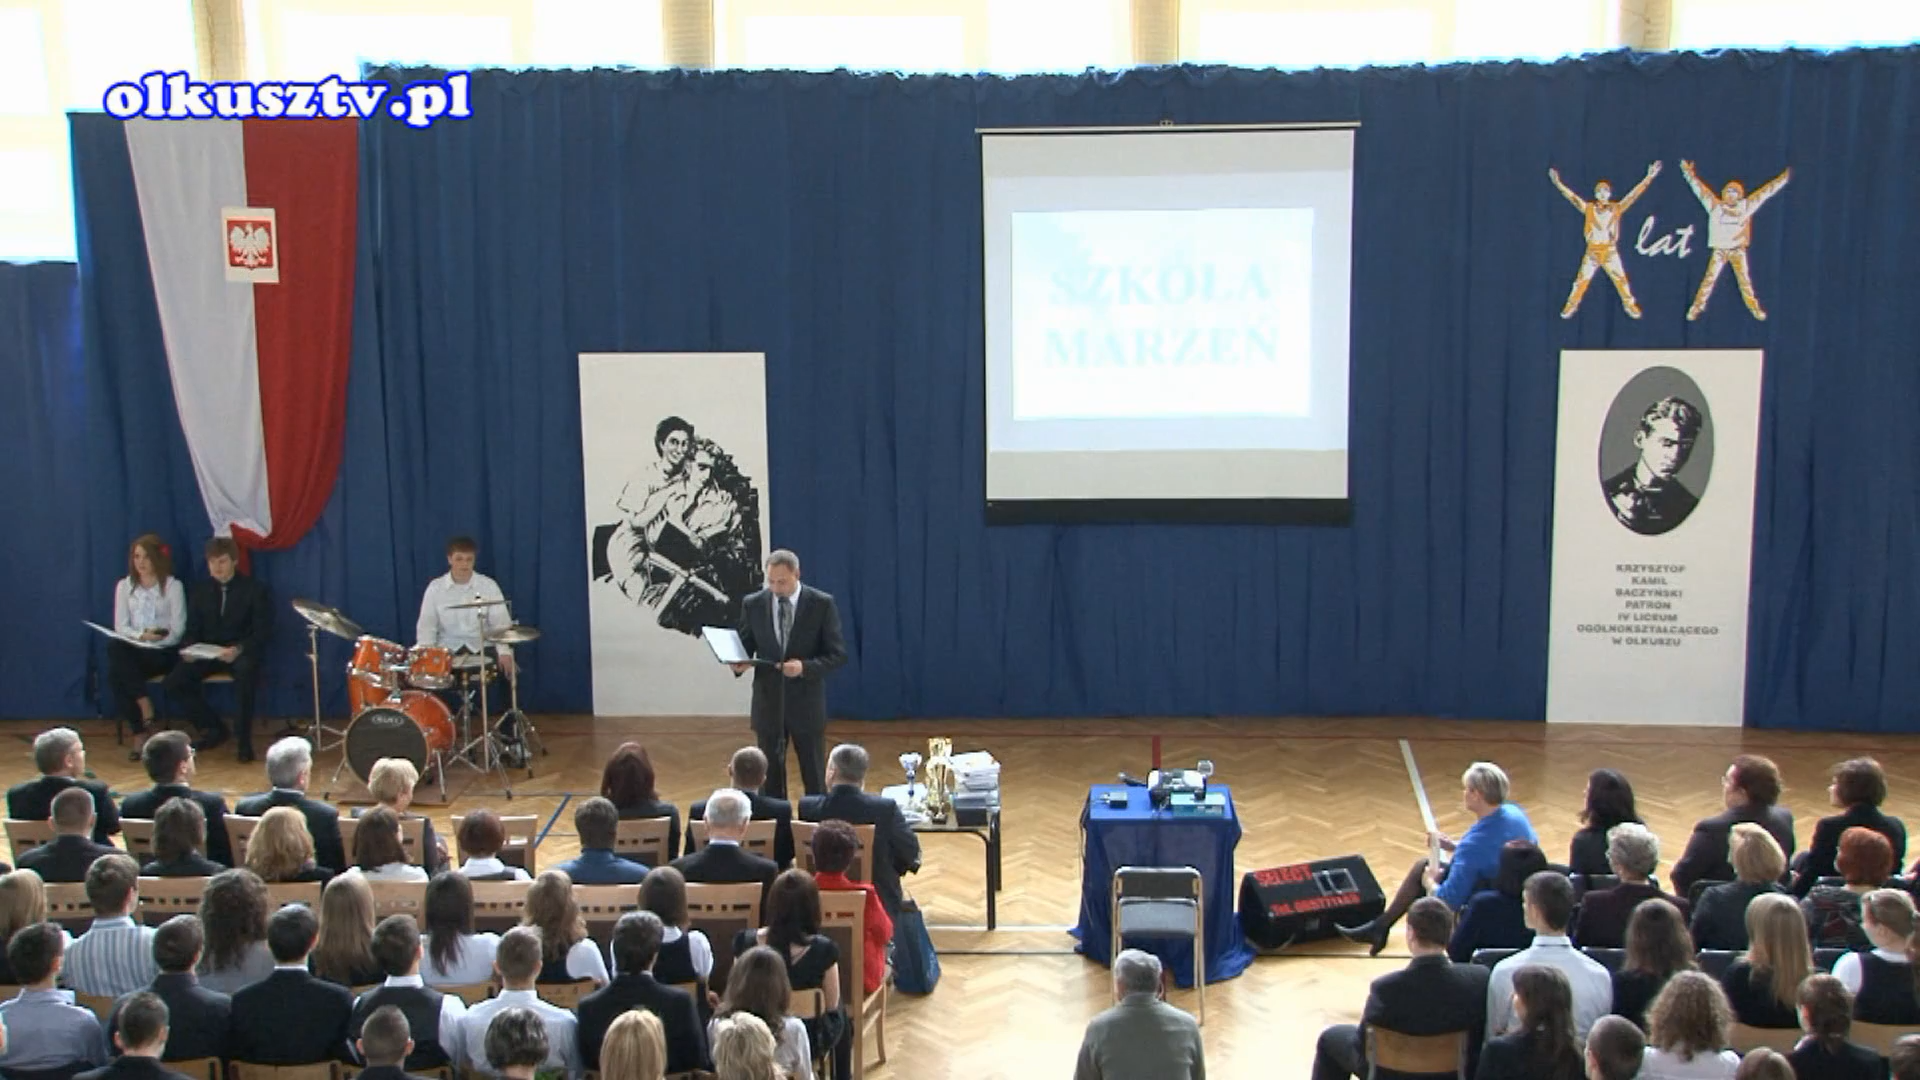 olkusztv.pl
SZKOŁA
MARZEŃ
lat
KRZYSZTOF
KAMIL
BACZYŃSKI
PATRON
IV LICEUM
OGÓLNOKSZTAŁCĄCEGO
W OLKUSZU
SELECT